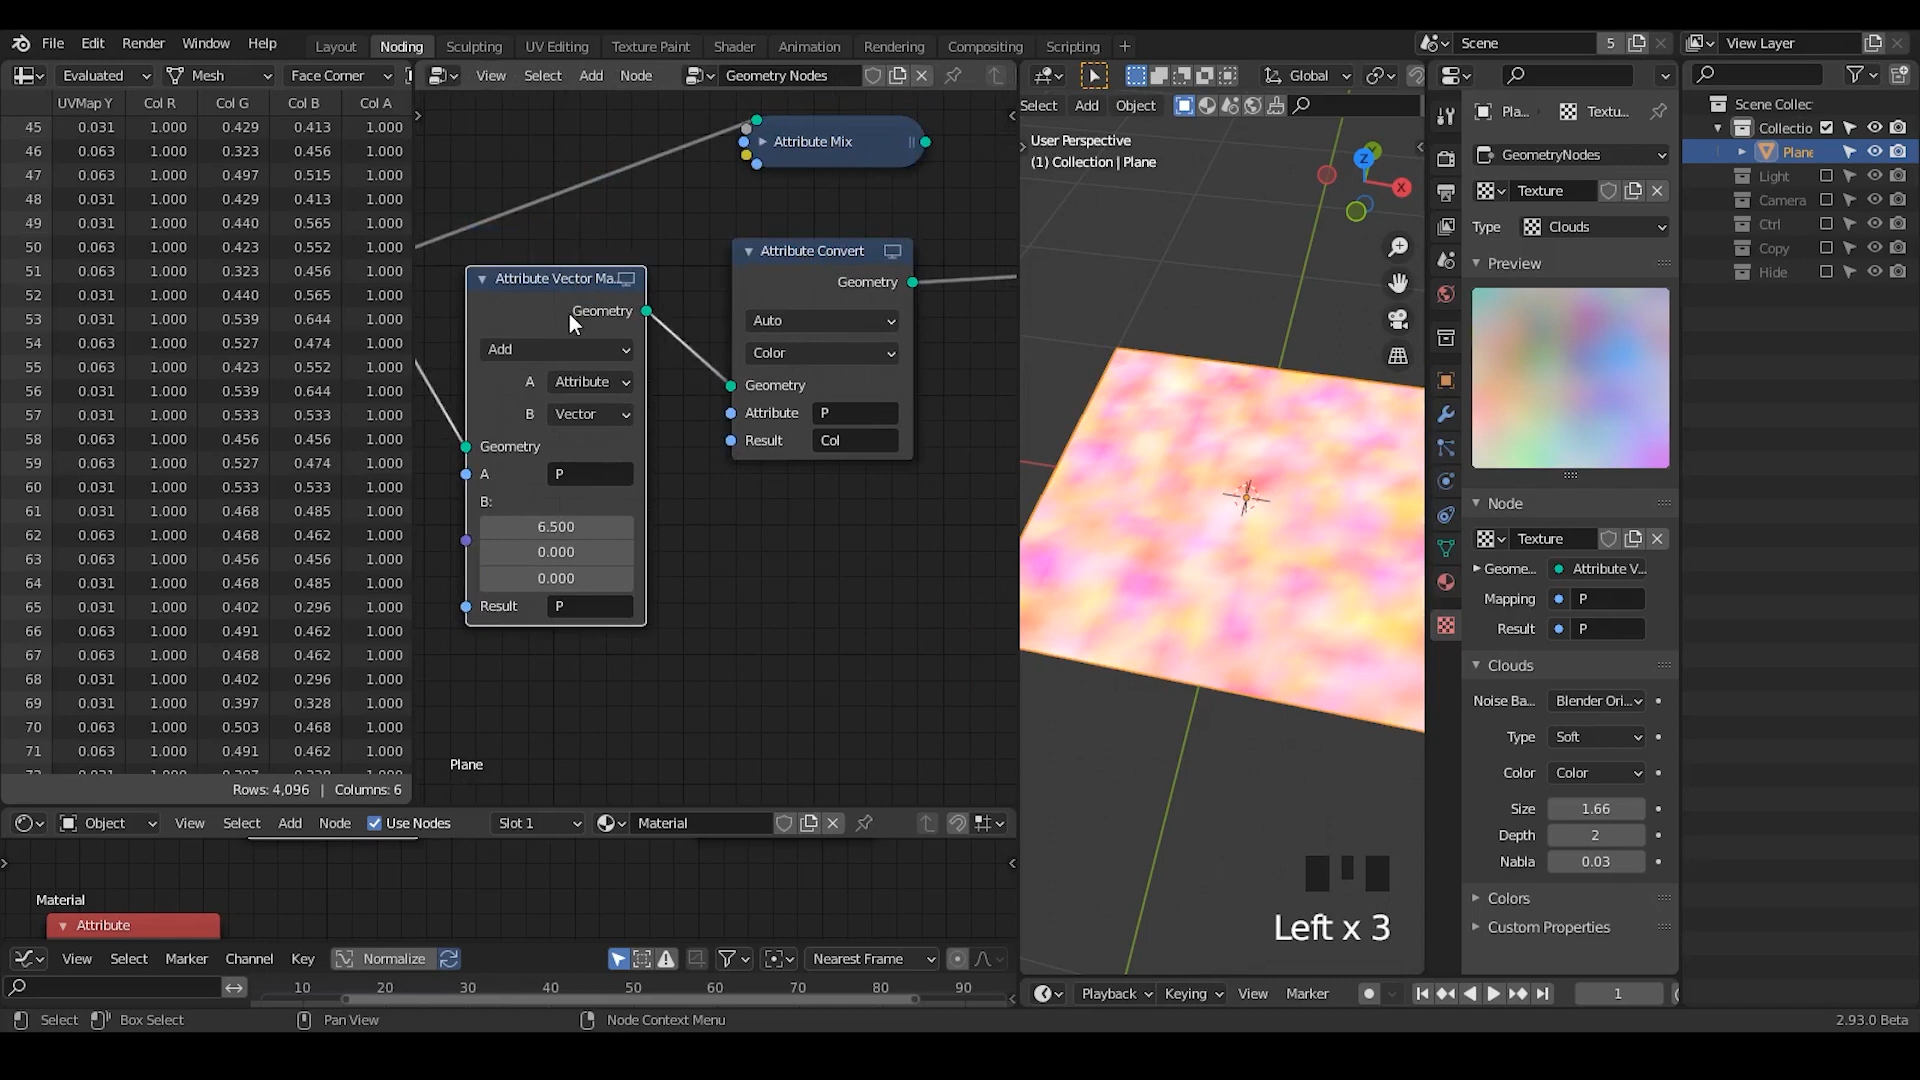 File Edit Render Window Help Layout Noding Sculpting UV Editing Texture Paint Shader Animation Rendering Compositing Scripting + Scene 5 View Layer
Evaluated Mesh Face Corner View Select Add Node Geometry Nodes Global
UVMap Y Col R Col G Col B Col A
45 0.031 1.000 0.429 0.413 1.000
46 0.063 1.000 0.323 0.456 1.000
47 0.063 1.000 0.497 0.515 1.000
48 0.031 1.000 0.429 0.413 1.000
49 0.031 1.000 0.440 0.565 1.000
50 0.063 1.000 0.423 0.552 1.000
51 0.063 1.000 0.323 0.456 1.000
52 0.031 1.000 0.440 0.565 1.000
53 0.031 1.000 0.539 0.644 1.000
54 0.063 1.000 0.527 0.474 1.000
55 0.063 1.000 0.423 0.552 1.000
56 0.031 1.000 0.539 0.644 1.000
57 0.031 1.000 0.533 0.533 1.000
58 0.063 1.000 0.456 0.456 1.000
59 0.063 1.000 0.527 0.474 1.000
60 0.031 1.000 0.533 0.533 1.000
61 0.031 1.000 0.468 0.485 1.000
62 0.063 1.000 0.468 0.462 1.000
63 0.063 1.000 0.456 0.456 1.000
64 0.031 1.000 0.468 0.485 1.000
65 0.031 1.000 0.402 0.296 1.000
66 0.063 1.000 0.491 0.462 1.000
67 0.063 1.000 0.468 0.462 1.000
68 0.031 1.000 0.402 0.296 1.000
69 0.031 1.000 0.397 0.328 1.000
70 0.063 1.000 0.503 0.468 1.000
71 0.063 1.000 0.491 0.462 1.000
Rows: 4,096 | Columns: 6
Attribute Mix
Attribute Vector Ma..
Geometry
Add
A Attribute
B Vector
Geometry
A P
B:
6.500
0.000
0.000
Result P
Attribute Convert
Geometry
Auto
Color
Geometry
Attribute P
Result Col
Plane
Select Add Object
User Perspective
(1) Collection | Plane
Z
Y
X
Left x 3
Pla... Textu...
GeometryNodes
Texture
Type Clouds
Preview
Node
Texture
Geome... Attribute V...
Mapping P
Result P
Clouds
Noise Ba... Blender Ori...
Type Soft
Color Color
Size 1.66
Depth 2
Nabla 0.03
Colors
Custom Properties
Scene Collec
Collectio
Plane
Light
Camera
Ctrl
Copy
Hide
Object View Select Add Node Use Nodes Slot 1 Material
Material
Attribute
View Select Marker Channel Key Normalize Nearest Frame
10 20 30 40 50 60 70 80 90
Playback Keying View Marker 1
Select Box Select Pan View Node Context Menu 2.93.0 Beta